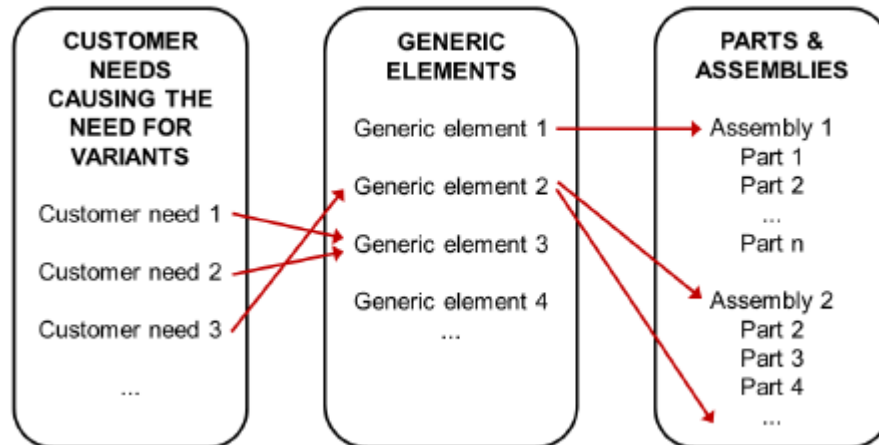 CUSTOMER
NEEDS
CAUSING THE
NEED FOR
VARIANTS
Customer need 1
Customer need 2
Customer need 3
...
GENERIC
ELEMENTS
Generic element 1
Generic element 2
Generic element 3
Generic element 4
...
PARTS &
ASSEMBLIES
Assembly 1
Part 1
Part 2
...
Part n
Assembly 2
Part 2
Part 3
Part 4
...